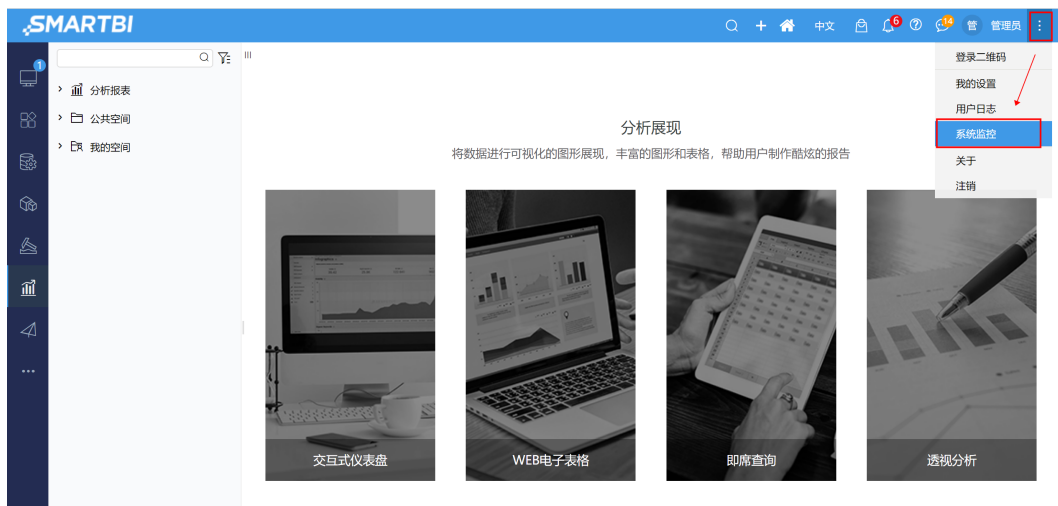 SMARTBI
中文
6
14
管
管理员
登录二维码
我的设置
用户日志
系统监控
关于
注销
1
分析报表
公共空间
我的空间
分析展现
将数据进行可视化的图形展现，丰富的图形和表格，帮助用户制作酷炫的报告
交互式仪表盘
WEB电子表格
即席查询
透视分析